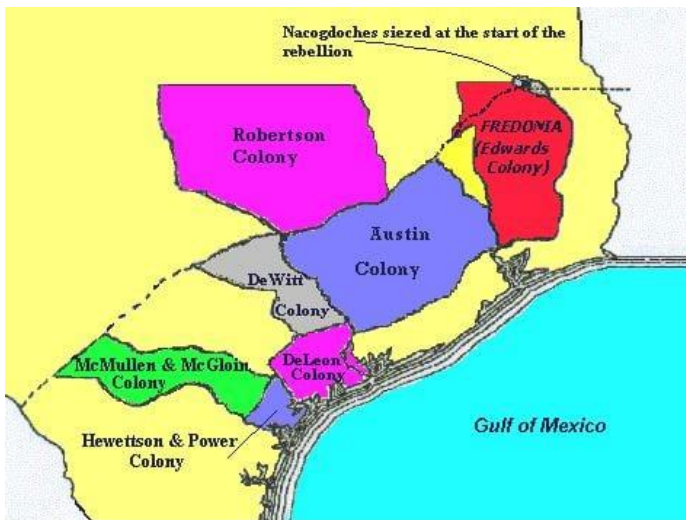 Nacogdoches siezed at the start of the
rebellion
Robertson
Colony
FREDONIA
(Edwards
Colony)
Austin
Colony
DeWitt
Colony
McMullen & McGloin
Colony
DeLeon
Colony
Hewettson & Power
Colony
Gulf of Mexico